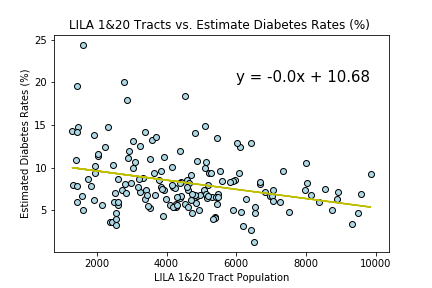 LILA 1&20 Tracts vs. Estimate Diabetes Rates (%)
25
20
15
10
5
y = -0.0x + 10.68
Estimated Diabetes Rates (%)
2000 4000 6000 8000 10000
LILA 1&20 Tract Population